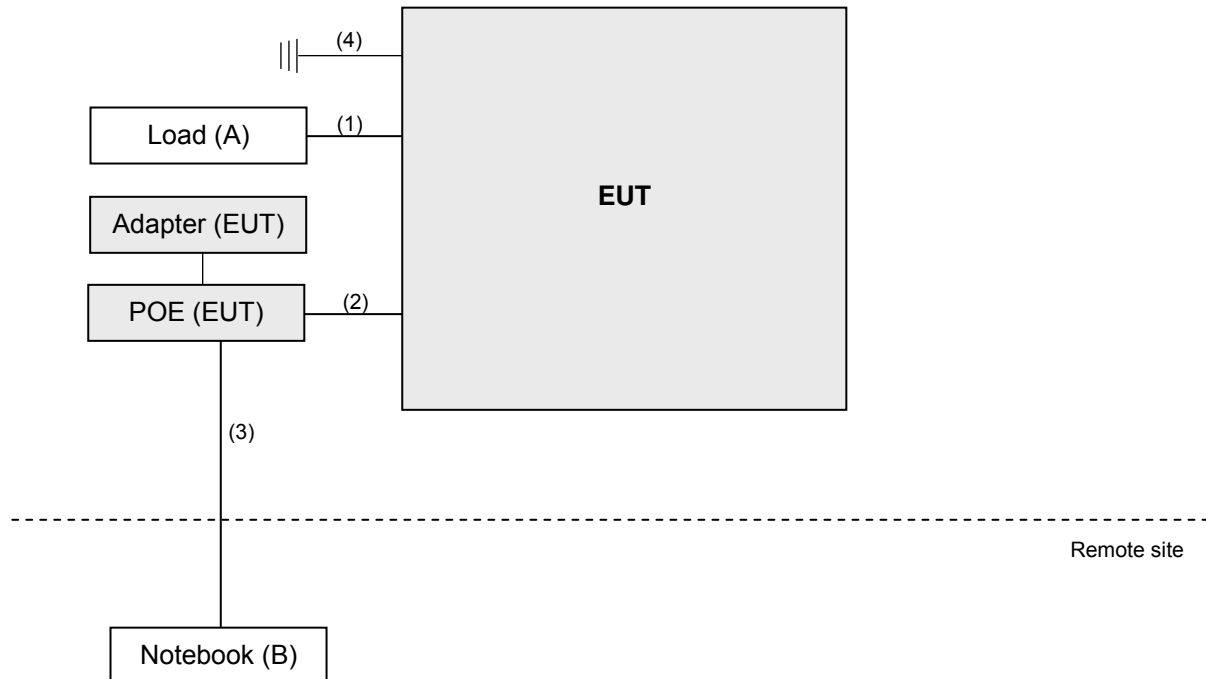 (4)
Load (A)
(1)
EUT
Adapter (EUT)
POE (EUT)
(2)
(3)
Remote site
Notebook (B)